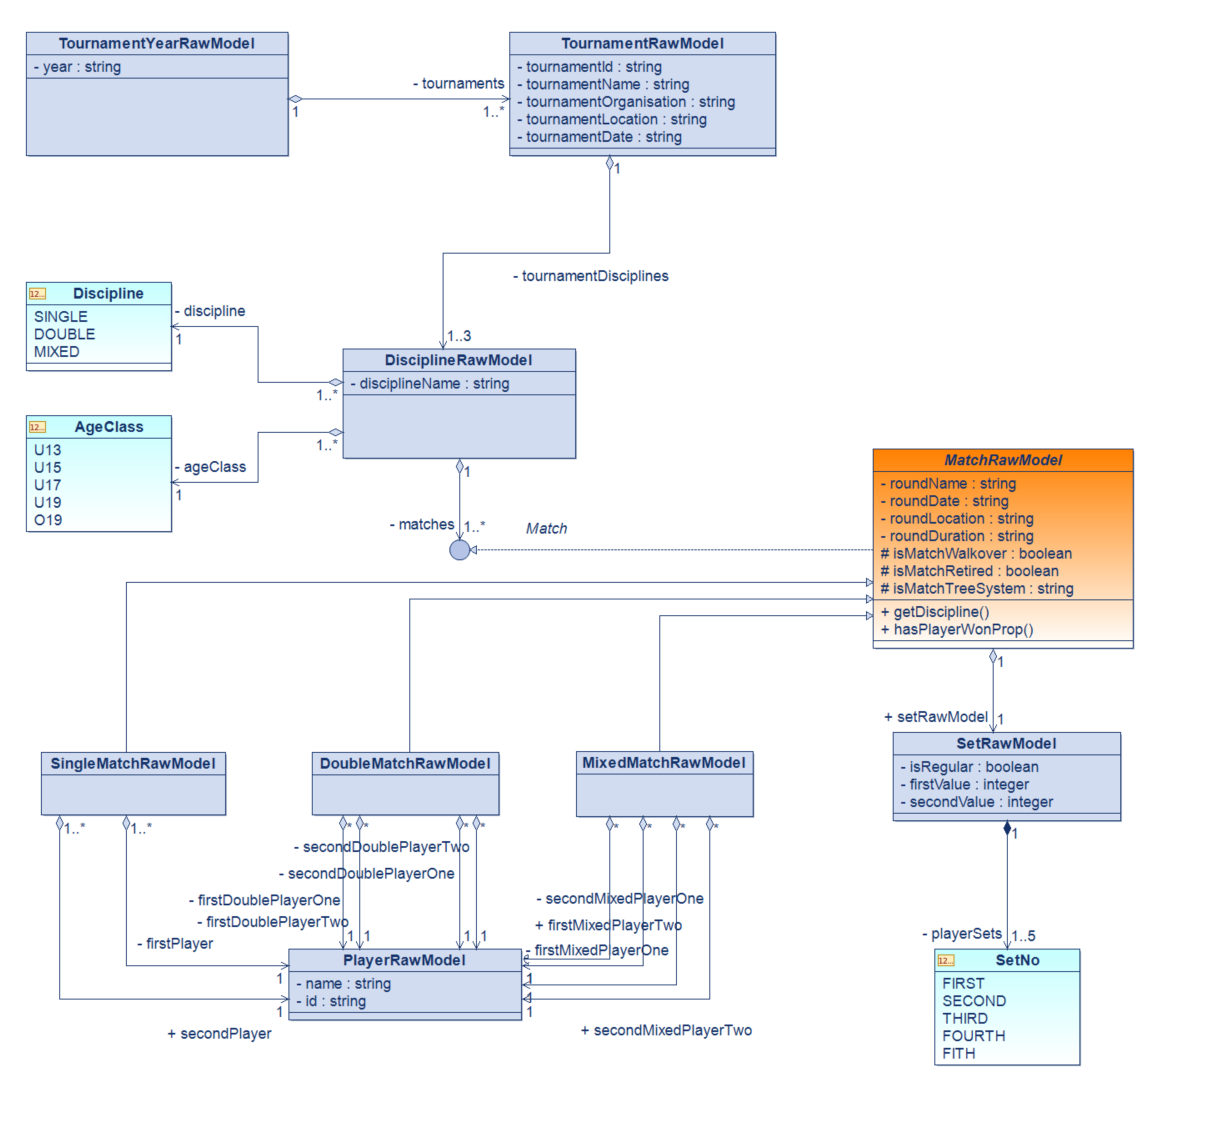 TournamentYearRawModel
- year : string
TournamentRawModel
- tournamentId : string
- tournamentName : string
- tournamentOrganisation : string
- tournamentLocation : string
- tournamentDate : string
- tournaments
1
1..*
1
- tournamentDisciplines
1..3
12...
Discipline
SINGLE
DOUBLE
MIXED
- discipline
1
1..*
DisciplineRawModel
- disciplineName : string
12...
AgeClass
U13
U15
U17
U19
O19
- ageClass
1
1..*
1
- matches
1..*
Match
MatchRawModel
- roundName : string
- roundDate : string
- roundLocation : string
- roundDuration : string
# isMatchWalkover : boolean
# isMatchRetired : boolean
# isMatchTreeSystem : string
+ getDiscipline()
+ hasPlayerWonProp()
1
+ setRawModel
1
SetRawModel
- isRegular : boolean
- firstValue : integer
- secondValue : integer
1
- playerSets
1..5
12...
SetNo
FIRST
SECOND
THIRD
FOURTH
FITH
SingleMatchRawModel
1..*
1..*
DoubleMatchRawModel
*
*
*
*
MixedMatchRawModel
*
*
*
*
- secondDoublePlayerTwo
- secondDoublePlayerOne
- firstDoublePlayerOne
- firstDoublePlayerTwo
- firstPlayer
- secondMixedPlayerOne
+ firstMixedPlayerTwo
- firstMixedPlayerOne
1
1
1
1
PlayerRawModel
- name : string
- id : string
1
1
1
1
1
+ secondPlayer
+ secondMixedPlayerTwo